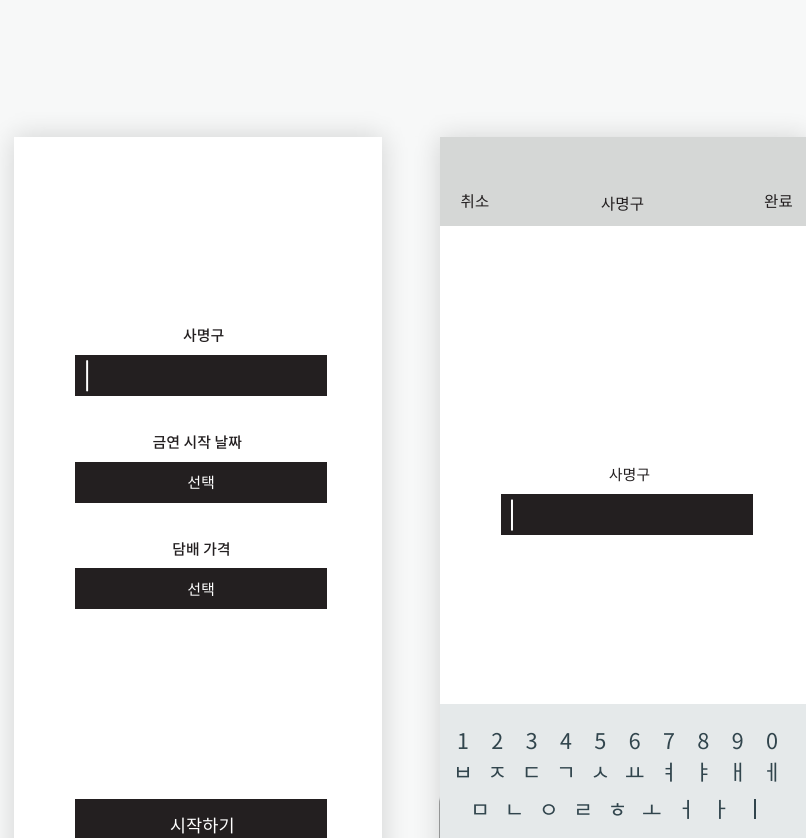 사명구
금연 시작 날짜
선택
담배 가격
선택
시작하기
취소 사명구 완료
사명구
1 2 3 4 5 6 7 8 9 0
ㅂ ㅈ ㄷ ㄱ ㅅ ㅛ ㅕ ㅑ ㅐ ㅔ
ㅁ ㄴ ㅇ ㄹ ㅎ ㅗ ㅓ ㅏ ㅣ